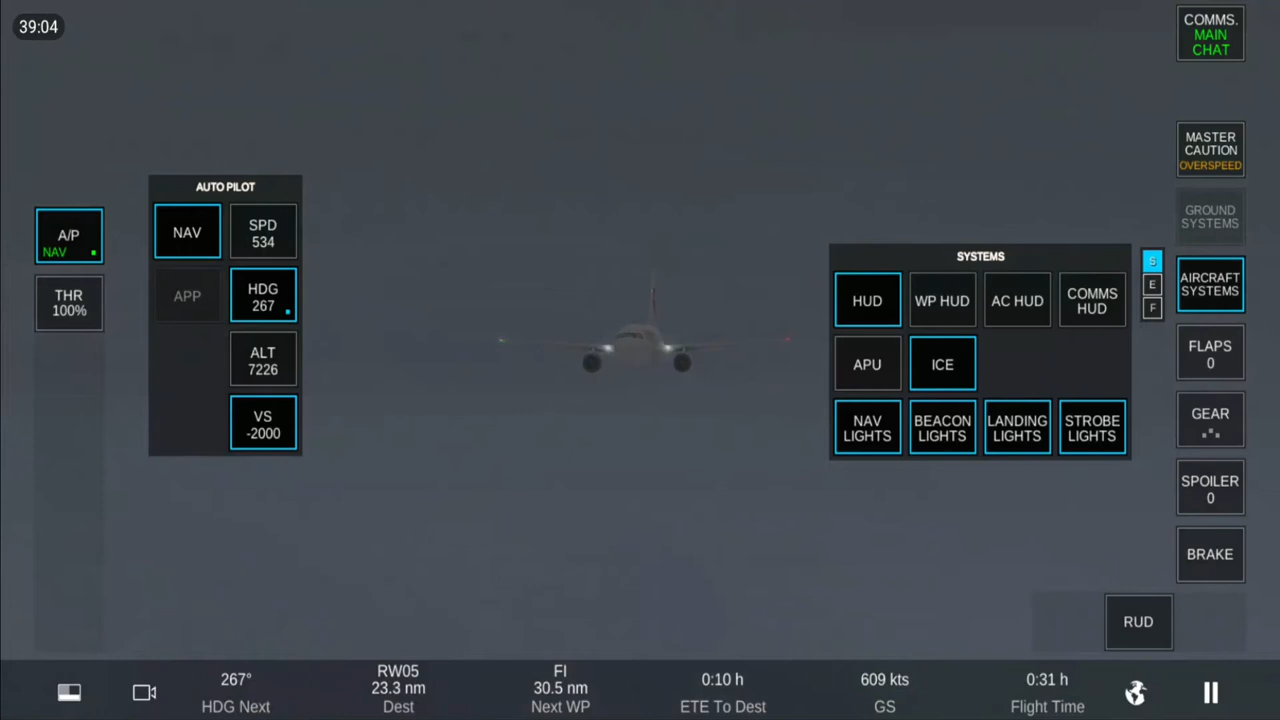 39:04
COMMS.
MAIN
CHAT
MASTER
CAUTION
OVERSPEED
GROUND
SYSTEMS
A/P
NAV
THR
100%
AUTO PILOT
NAV
SPD
534
APP
HDG
267
ALT
7226
VS
-2000
SYSTEMS
HUD
WP HUD
AC HUD
COMMS
HUD
APU
ICE
NAV
LIGHTS
BEACON
LIGHTS
LANDING
LIGHTS
STROBE
LIGHTS
S
E
F
AIRCRAFT
SYSTEMS
FLAPS
0
GEAR
SPOILER
0
BRAKE
RUD
267°
HDG Next
RW05
23.3 nm
Dest
FI
30.5 nm
Next WP
0:10 h
ETE To Dest
609 kts
GS
0:31 h
Flight Time